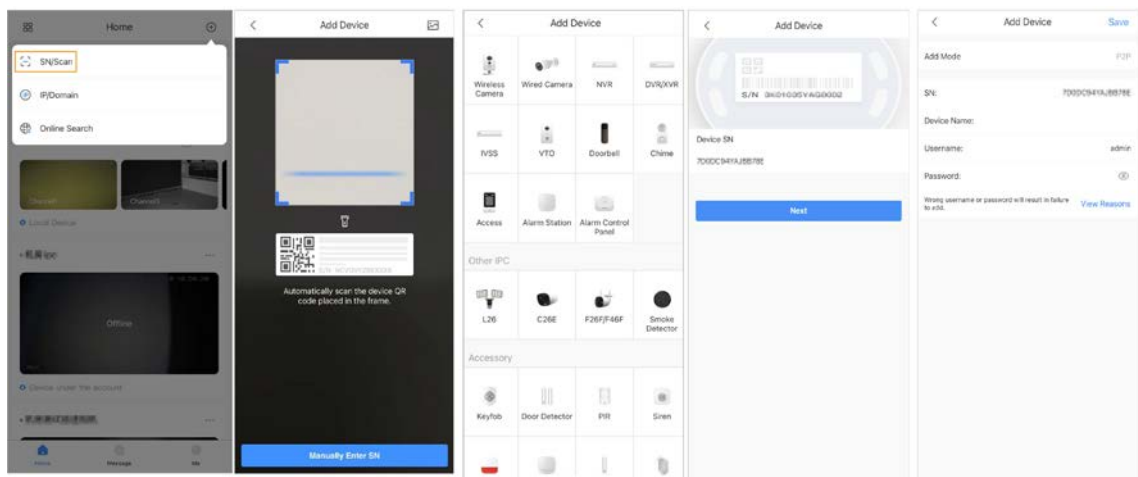 Home
SN/Scan
IP/Domain
Online Search
Channel1
Channel2
Local Device
Offline
Device under the account
Home
Message
Me
Add Device
Automatically scan the device QR
code placed in the frame.
Manually Enter SN
Add Device
Wireless
Camera
Wired Camera
NVR
DVR/XVR
IVSS
VTO
Doorbell
Chime
Access
Alarm Station
Alarm Control
Panel
Other IPC
L26
C26E
F26F/F46F
Smoke
Detector
Accessory
Keyfob
Door Detector
PIR
Siren
Add Device
Device SN
Next
Add Device
Save
Add Mode
P2P
SN:
Device Name:
Username:
admin
Password:
Wrong username or password will result in failure
to add.
View Reasons